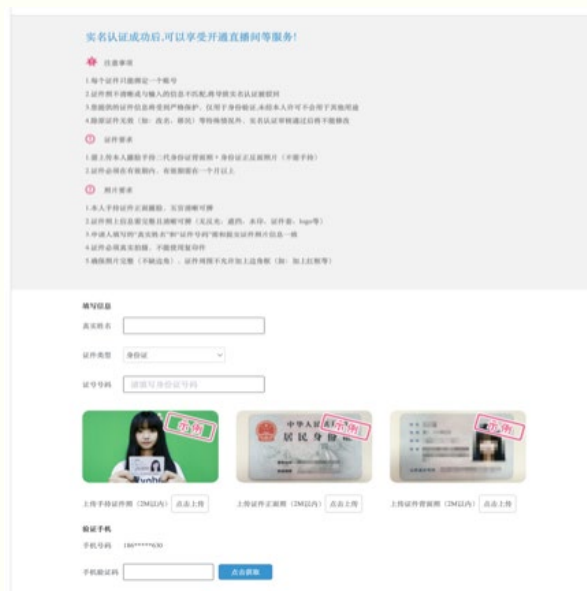 实名认证成功后,可以享受开通直播间等服务!
注意事项
1.每个证件只能绑定一个账号
2.证件照不清晰或与输入的信息不匹配,将导致实名认证被驳回
3.您提供的证件信息将受到严格保护，仅用于身份验证,未经本人许可不会用于其他用途
4.除原证件无效（如：改名、移民）等特殊情况外，实名认证审核通过后将不能修改
证件要求
1.需上传本人手持二代身份证背面照+身份证正反面照片（不需手持）
2.证件必须在有效期内，有效期需在一个月以上
照片要求
1.本人手持证件正面，五官清晰可辨
2.证件照上信息需完整且清晰可辨（无反光、遮挡、水印、证件套、logo等）
3.申请人填写的“真实姓名”和“证件号码”需和提交证件照片信息一致
4.证件必须真实拍摄，不能使用复印件
5.确保照片完整（不缺边角），证件周围不允许加上边角框（如：加上红框等）
填写信息
真实姓名
证件类型 身份证
证号号码 请填写身份证号码
示例 中华人民 示例 示例
居民身份
上传手持证件照（2M以内） 点击上传 上传证件正面照（2M以内） 点击上传 上传证件背面照（2M以内） 点击上传
验证手机
手机号码 186*****630
手机验证码 点击获取